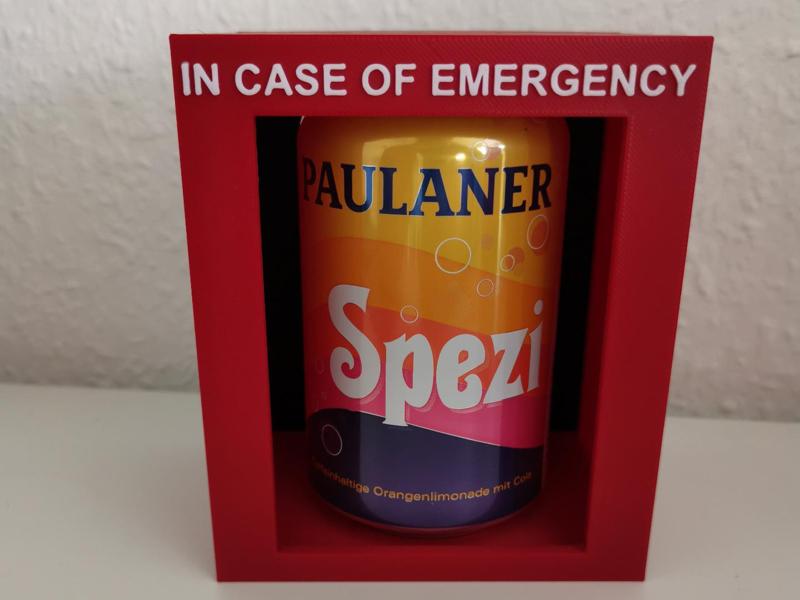 IN CASE OF EMERGENCY
PAULANER
Spezi
Orangenlimonade mit Cola